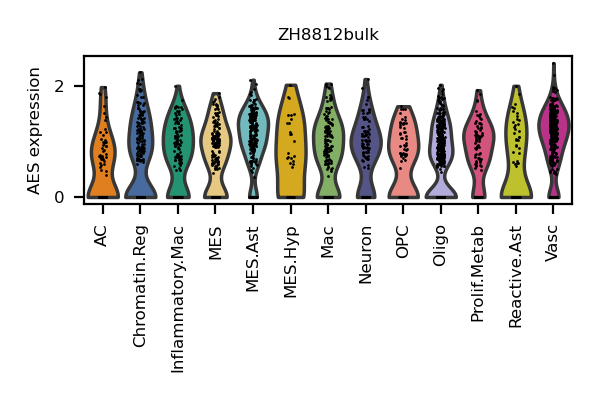 ZH8812bulk
AES expression
2
0
AC
Chromatin.Reg
Inflammatory.Mac
MES
MES.Ast
MES.Hyp
Mac
Neuron
OPC
Oligo
Prolif.Metab
Reactive.Ast
Vasc